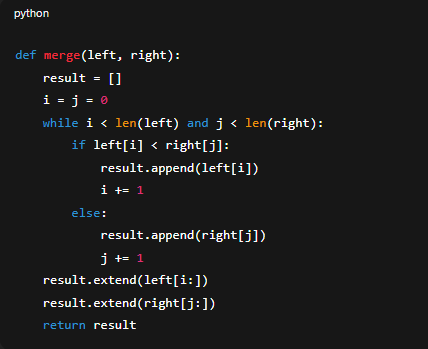 python
def merge(left, right):
    result = []
    i = j = 0
    while i < len(left) and j < len(right):
        if left[i] < right[j]:
            result.append(left[i])
            i += 1
        else:
            result.append(right[j])
            j += 1
    result.extend(left[i:])
    result.extend(right[j:])
    return result